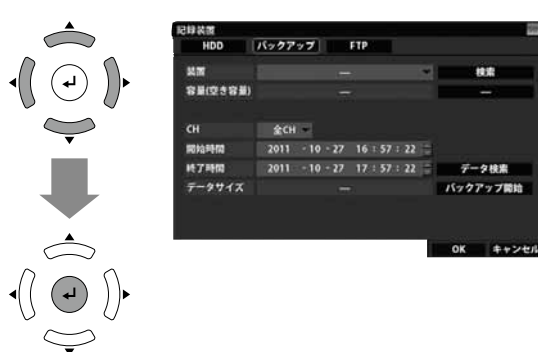 記録装置
HDD バックアップ FTP
装置 — 検索
容量(空き容量) — —
CH 全CH
開始時間 2011 - 10 - 27 16 : 57 : 22
終了時間 2011 - 10 - 27 17 : 57 : 22 データ検索
データサイズ — バックアップ開始
OK キャンセル